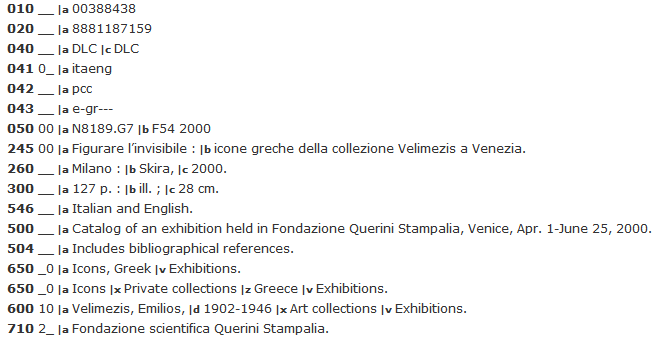 010 __ |a 00388438
020 __ |a 8881187159
040 __ |a DLC |c DLC
041 0_ |a itaeng
042 __ |a pcc
043 __ |a e-gr---
050 00 |a N8189.G7 |b F54 2000
245 00 |a Figurare l’invisibile : |b icone greche della collezione Velimezis a Venezia.
260 __ |a Milano : |b Skira, |c 2000.
300 __ |a 127 p. : |b ill. ; |c 28 cm.
546 __ |a Italian and English.
500 __ |a Catalog of an exhibition held in Fondazione Querini Stampalia, Venice, Apr. 1-June 25, 2000.
504 __ |a Includes bibliographical references.
650 _0 |a Icons, Greek |v Exhibitions.
650 _0 |a Icons |x Private collections |z Greece |v Exhibitions.
600 10 |a Velimezis, Emilios, |d 1902-1946 |x Art collections |v Exhibitions.
710 2_ |a Fondazione scientifica Querini Stampalia.